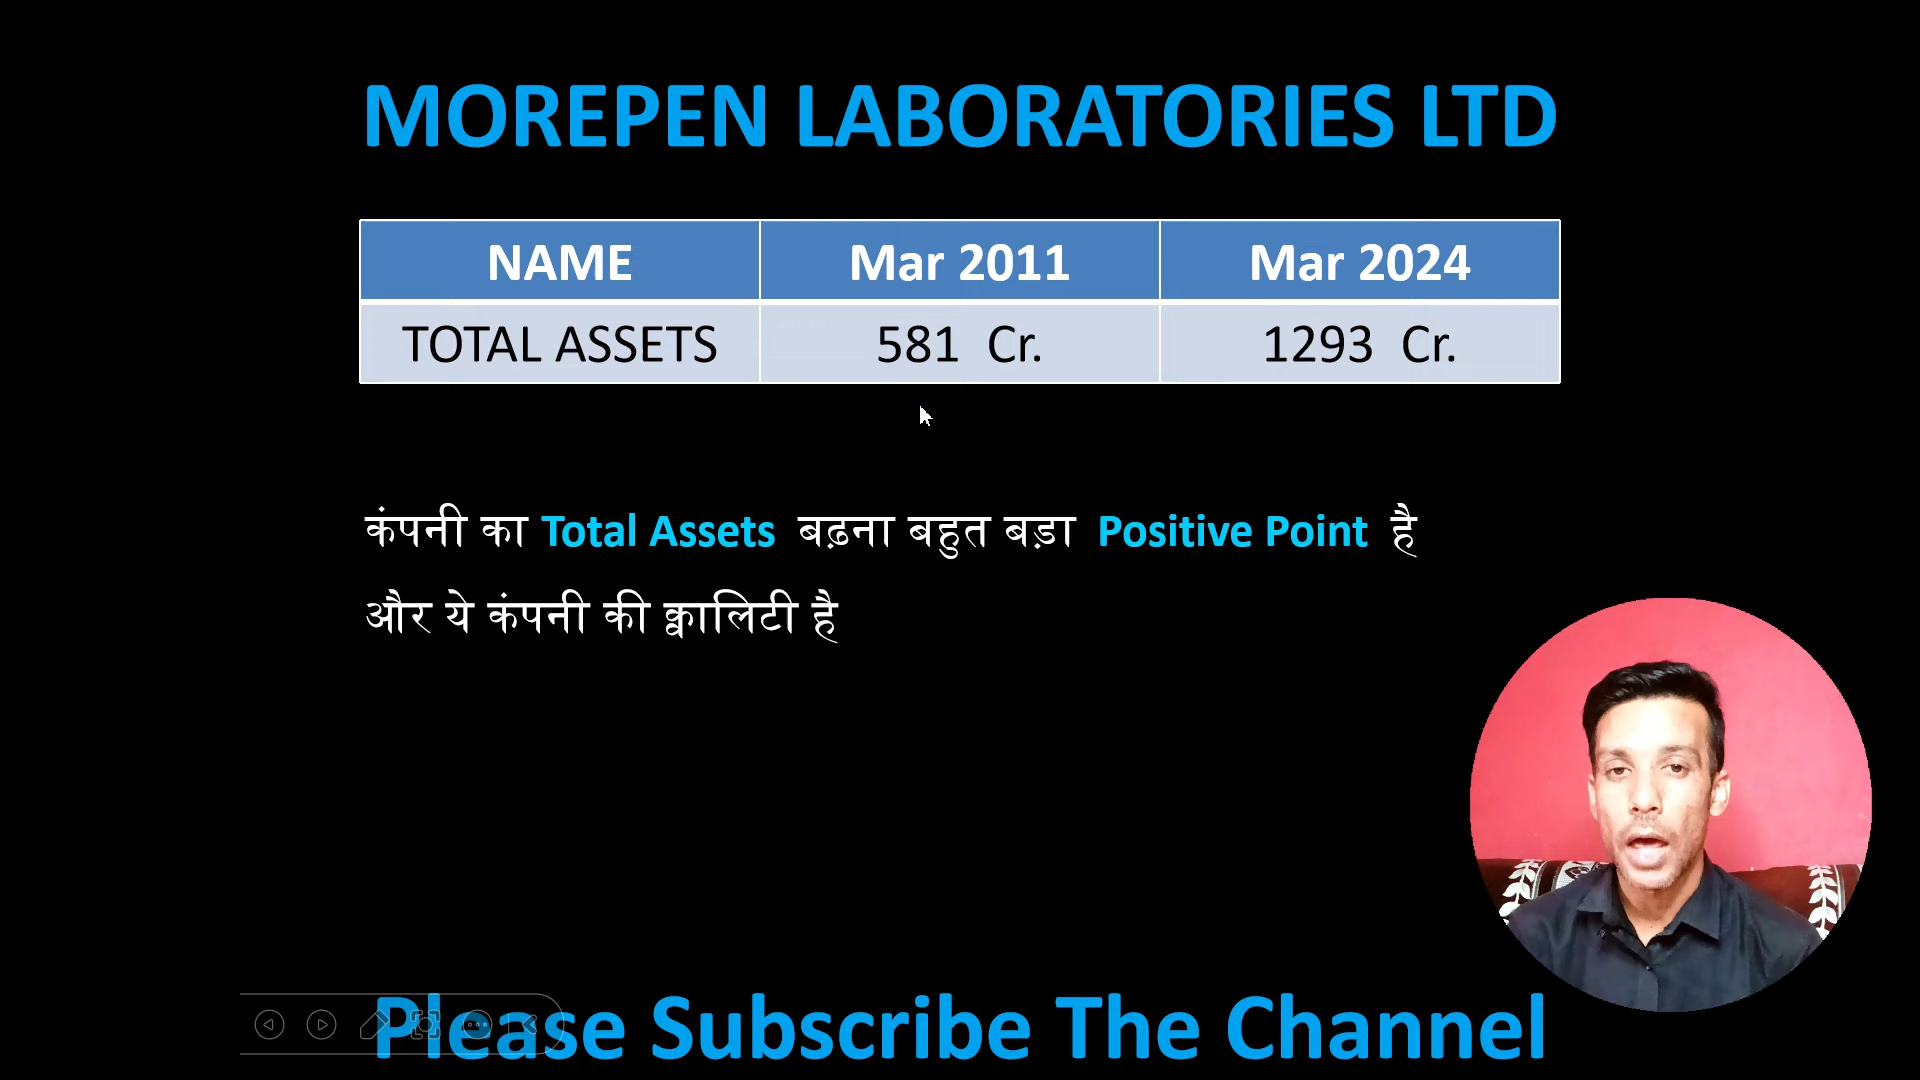 MOREPEN LABORATORIES LTD
NAME Mar 2011 Mar 2024
TOTAL ASSETS 581 Cr. 1293 Cr.
कंपनी का Total Assets बढ़ना बहुत बड़ा Positive Point है
और ये कंपनी की क्वालिटी है
Please Subscribe The Channel